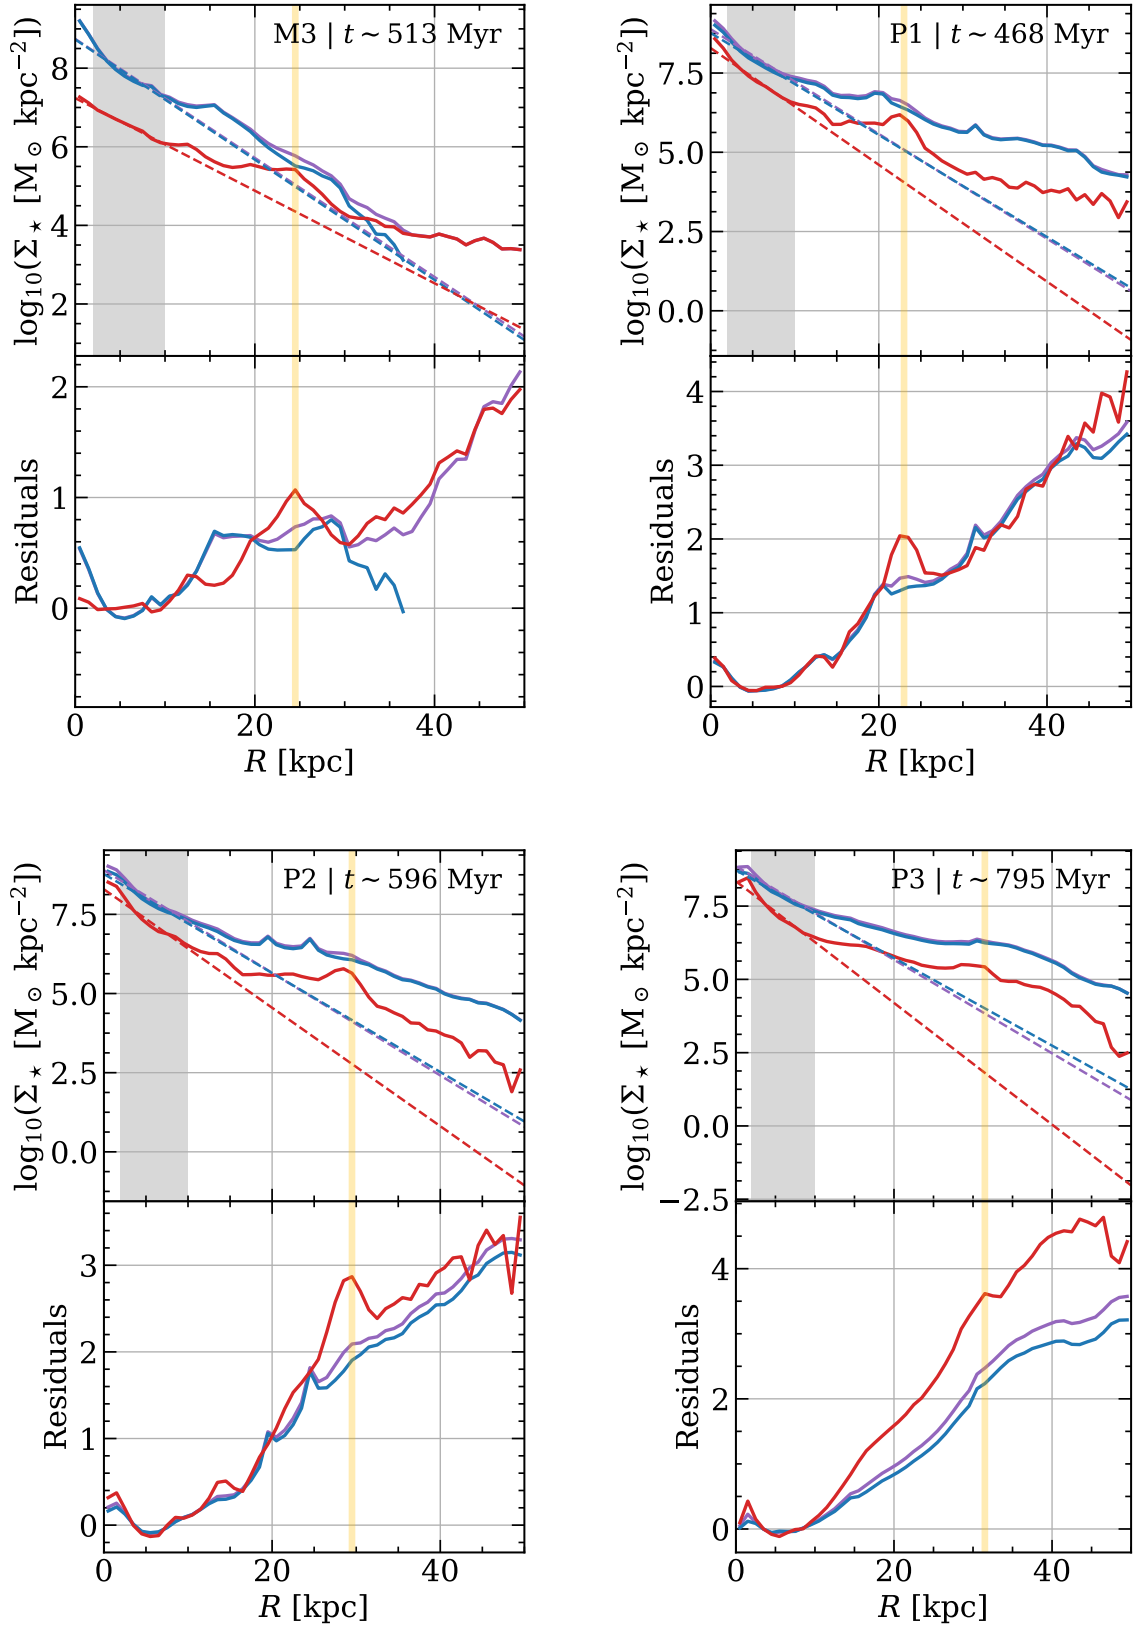 M3 | t ~ 513 Myr
log₁₀(Σ⋆ [M⊙ kpc⁻²])
8
6
4
2
Residuals
2
1
0
0 20 40
R [kpc]
P1 | t ~ 468 Myr
log₁₀(Σ⋆ [M⊙ kpc⁻²])
7.5
5.0
2.5
0.0
Residuals
4
3
2
1
0
0 20 40
R [kpc]
P2 | t ~ 596 Myr
log₁₀(Σ⋆ [M⊙ kpc⁻²])
7.5
5.0
2.5
0.0
Residuals
3
2
1
0
0 20 40
R [kpc]
P3 | t ~ 795 Myr
log₁₀(Σ⋆ [M⊙ kpc⁻²])
7.5
5.0
2.5
0.0
−2.5
Residuals
4
2
0
0 20 40
R [kpc]